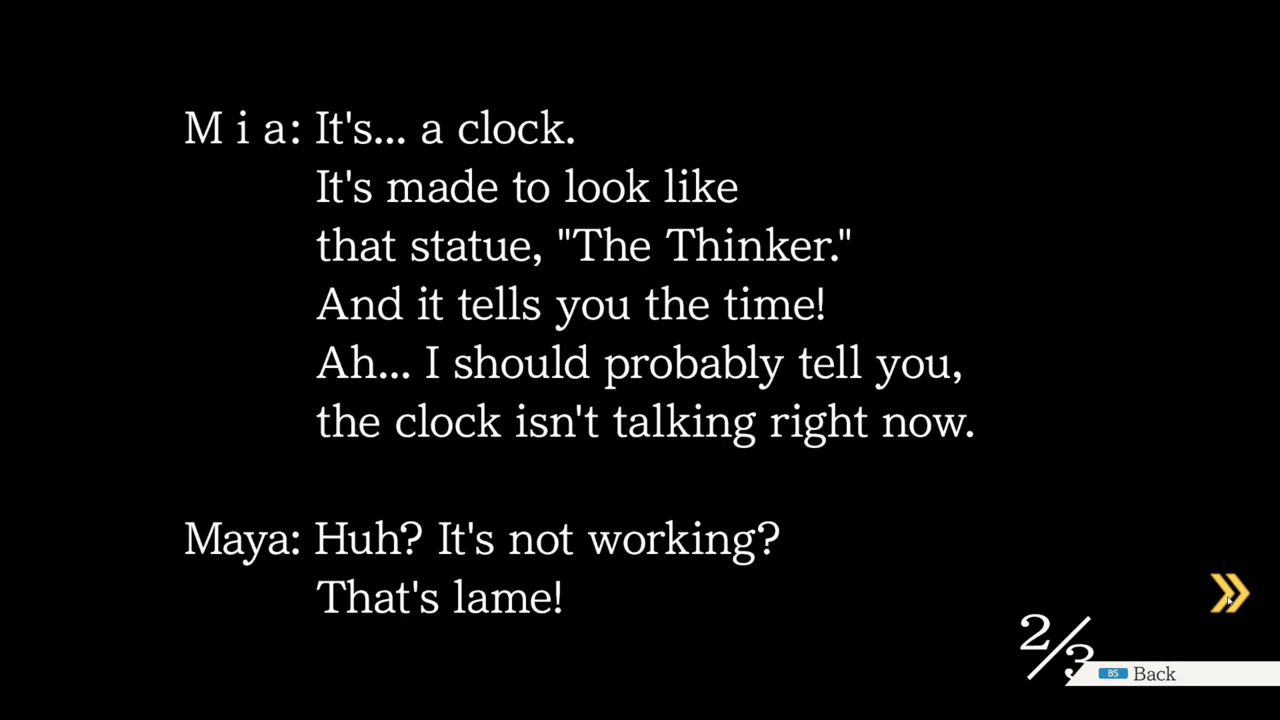 M i a: It's... a clock.
It's made to look like
that statue, "The Thinker."
And it tells you the time!
Ah... I should probably tell you,
the clock isn't talking right now.
Maya: Huh? It's not working?
That's lame!
2/3
BS Back